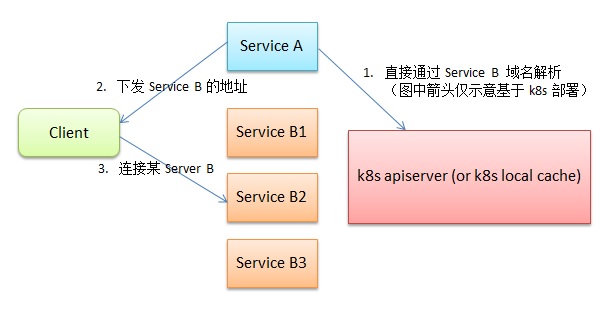 Service A
1. 直接通过 Service B 域名解析
（图中箭头仅示意基于 k8s 部署）
2. 下发 Service B 的地址
Client
Service B1
3. 连接某 Server B
Service B2
k8s apiserver (or k8s local cache)
Service B3